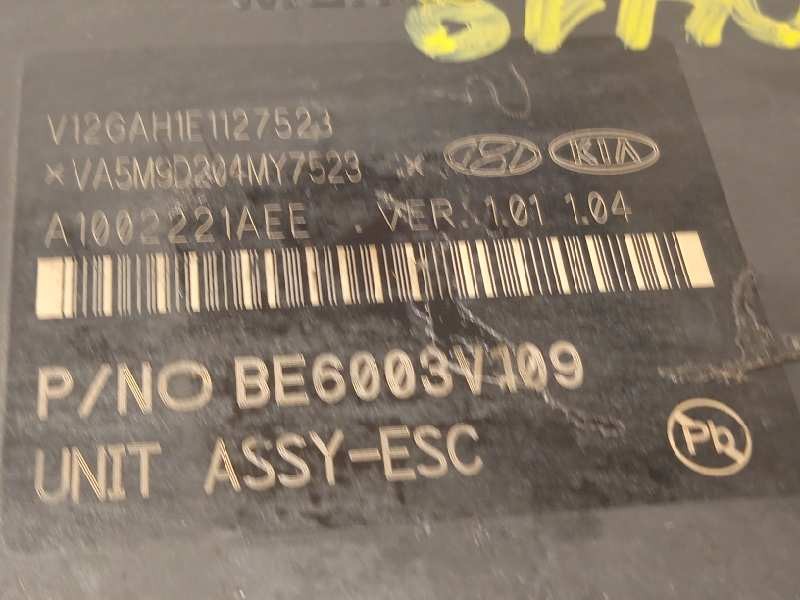 V12GAH1E1127523
*VA5M9D204MY7523 *
KIA
A1002221AEE . VER: 1.01 1.04
P/NO BE6003V109
UNIT ASSY-ESC
Pb